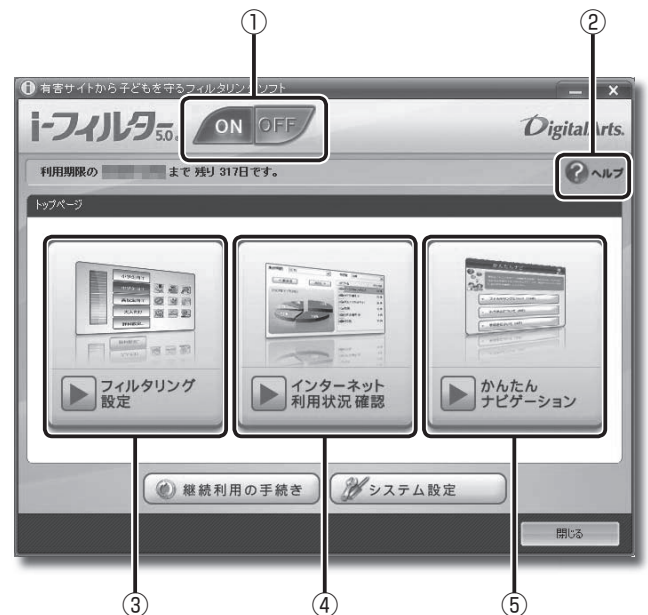 ① ②
有害サイトから子どもを守るフィルタリングソフト
i-フィルター 5.0
ON OFF
DigitalArts.
利用期限の まで 残り 317日です。
ヘルプ
トップページ
フィルタリング
設定
インターネット
利用状況 確認
かんたん
ナビゲーション
継続利用の手続き
システム設定
閉じる
③ ④ ⑤